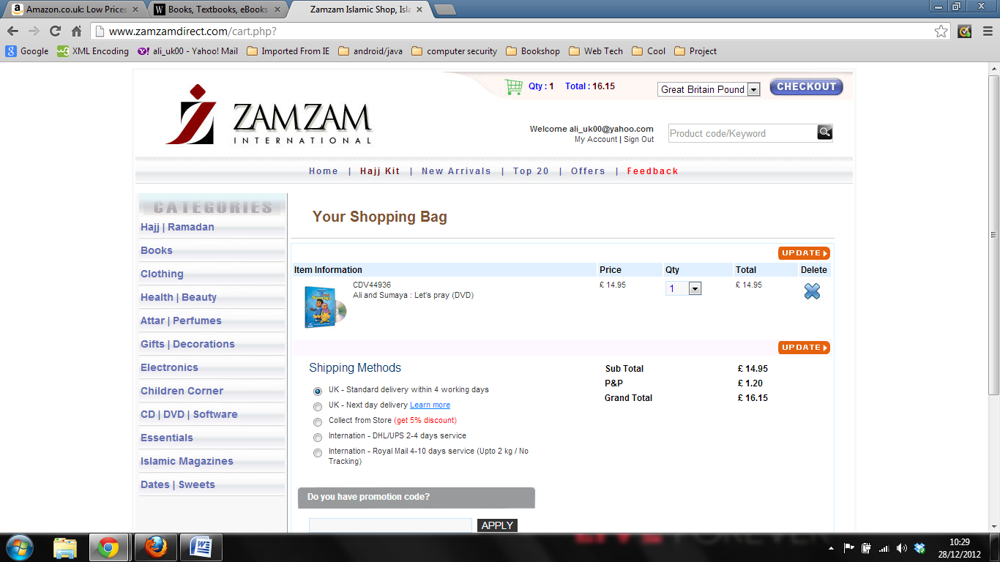 Amazon.co.uk: Low Prices
Books, Textbooks, eBooks
Zamzam Islamic Shop, Isla
www.zamzamdirect.com/cart.php?
Google
XML Encoding
ali_uk00 - Yahoo! Mail
Imported From IE
android/java
computer security
Bookshop
Web Tech
Cool
Project
ZAMZAM
INTERNATIONAL
Qty : 1 Total : 16.15
Great Britain Pound
CHECKOUT
Welcome ali_uk00@yahoo.com
My Account | Sign Out
Product code/Keyword
Home | Hajj Kit | New Arrivals | Top 20 | Offers | Feedback
CATEGORIES
Hajj | Ramadan
Books
Clothing
Health | Beauty
Attar | Perfumes
Gifts | Decorations
Electronics
Children Corner
CD | DVD | Software
Essentials
Islamic Magazines
Dates | Sweets
Your Shopping Bag
UPDATE
Item Information Price Qty Total Delete
CDV44936 £ 14.95 1 £ 14.95
Ali and Sumaya : Let's pray (DVD)
UPDATE
Shipping Methods
UK - Standard delivery within 4 working days
UK - Next day delivery Learn more
Collect from Store (get 5% discount)
Internation - DHL/UPS 2-4 days service
Internation - Royal Mail 4-10 days service (Upto 2 kg / No
Tracking)
Sub Total £ 14.95
P&P £ 1.20
Grand Total £ 16.15
Do you have promotion code?
APPLY
10:29
28/12/2012